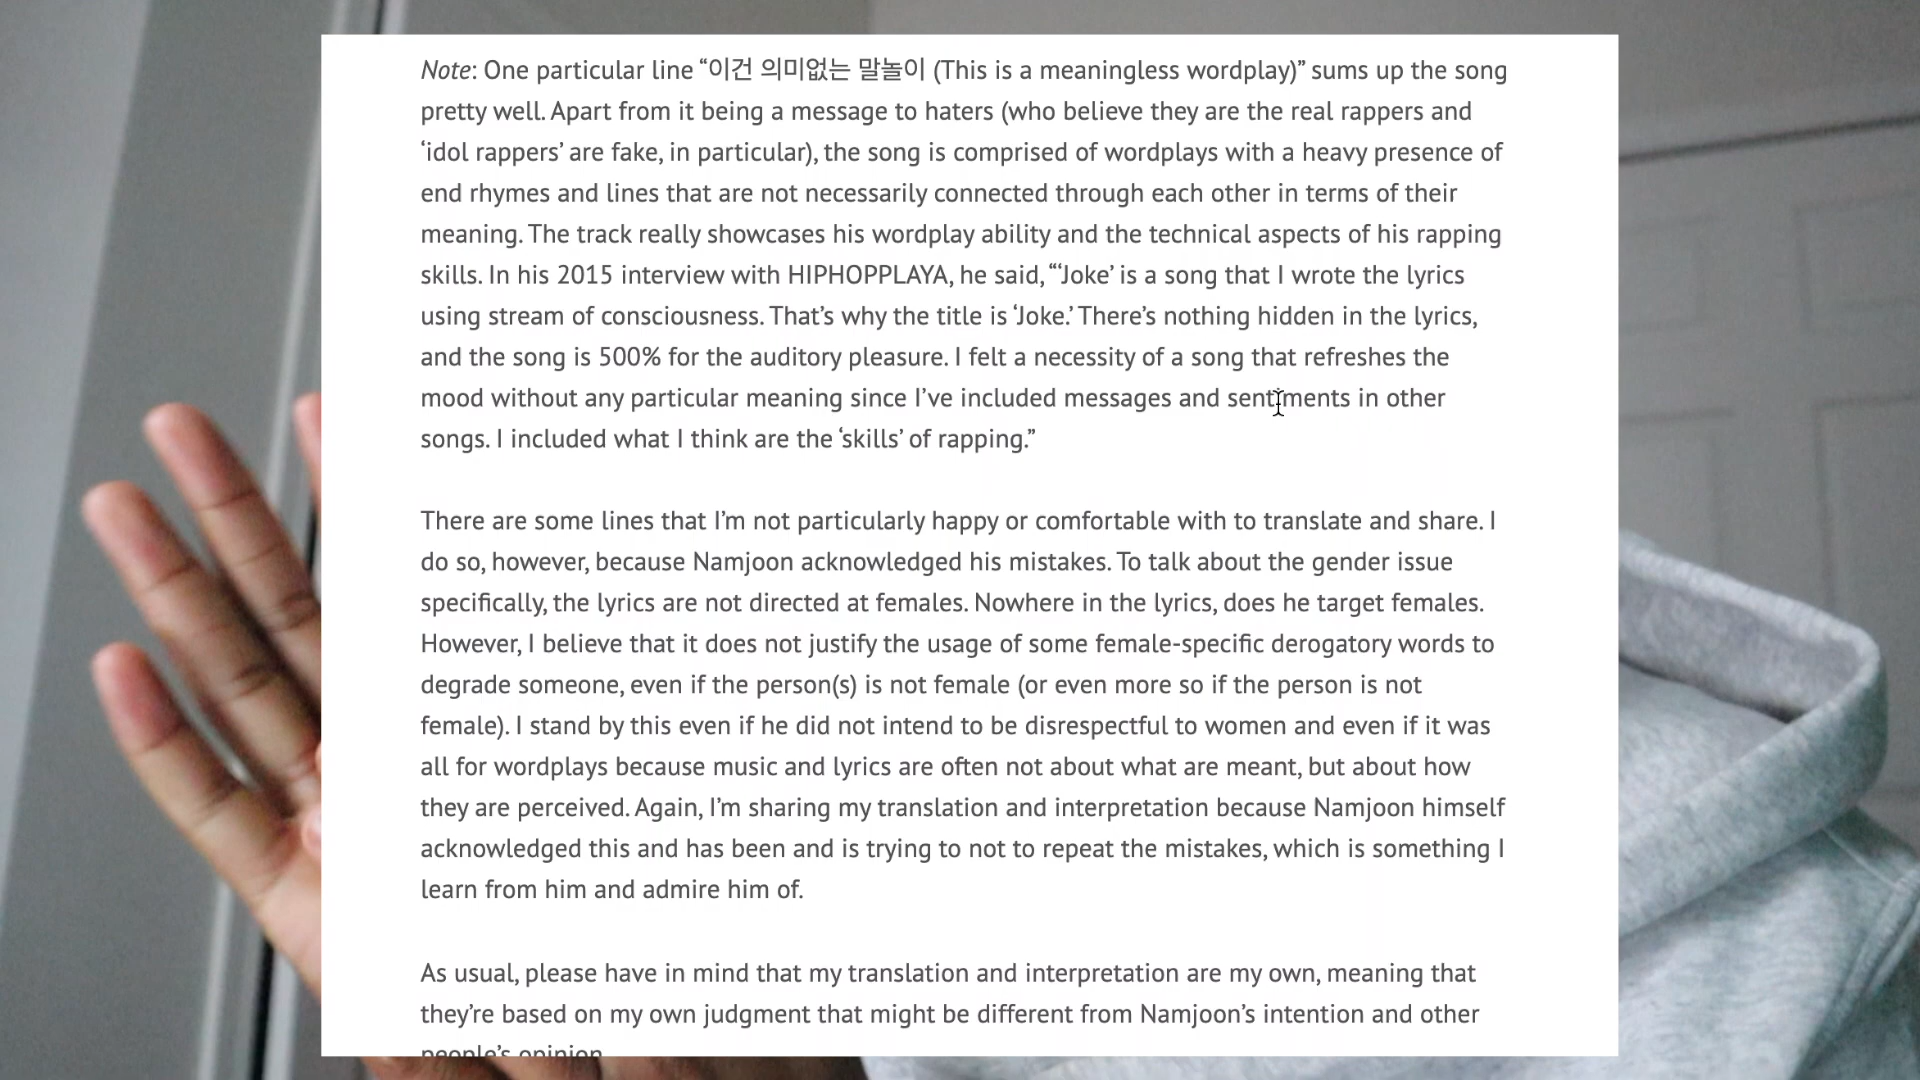 Note: One particular line “이건 의미없는 말놀이 (This is a meaningless wordplay)” sums up the song
pretty well. Apart from it being a message to haters (who believe they are the real rappers and
‘idol rappers’ are fake, in particular), the song is comprised of wordplays with a heavy presence of
end rhymes and lines that are not necessarily connected through each other in terms of their
meaning. The track really showcases his wordplay ability and the technical aspects of his rapping
skills. In his 2015 interview with HIPHOPPLAYA, he said, “‘Joke’ is a song that I wrote the lyrics
using stream of consciousness. That’s why the title is ‘Joke.’ There’s nothing hidden in the lyrics,
and the song is 500% for the auditory pleasure. I felt a necessity of a song that refreshes the
mood without any particular meaning since I’ve included messages and sentiments in other
songs. I included what I think are the ‘skills’ of rapping.”
There are some lines that I’m not particularly happy or comfortable with to translate and share. I
do so, however, because Namjoon acknowledged his mistakes. To talk about the gender issue
specifically, the lyrics are not directed at females. Nowhere in the lyrics, does he target females.
However, I believe that it does not justify the usage of some female-specific derogatory words to
degrade someone, even if the person(s) is not female (or even more so if the person is not
female). I stand by this even if he did not intend to be disrespectful to women and even if it was
all for wordplays because music and lyrics are often not about what are meant, but about how
they are perceived. Again, I’m sharing my translation and interpretation because Namjoon himself
acknowledged this and has been and is trying to not to repeat the mistakes, which is something I
learn from him and admire him of.
As usual, please have in mind that my translation and interpretation are my own, meaning that
they’re based on my own judgment that might be different from Namjoon’s intention and other
people’s opinion